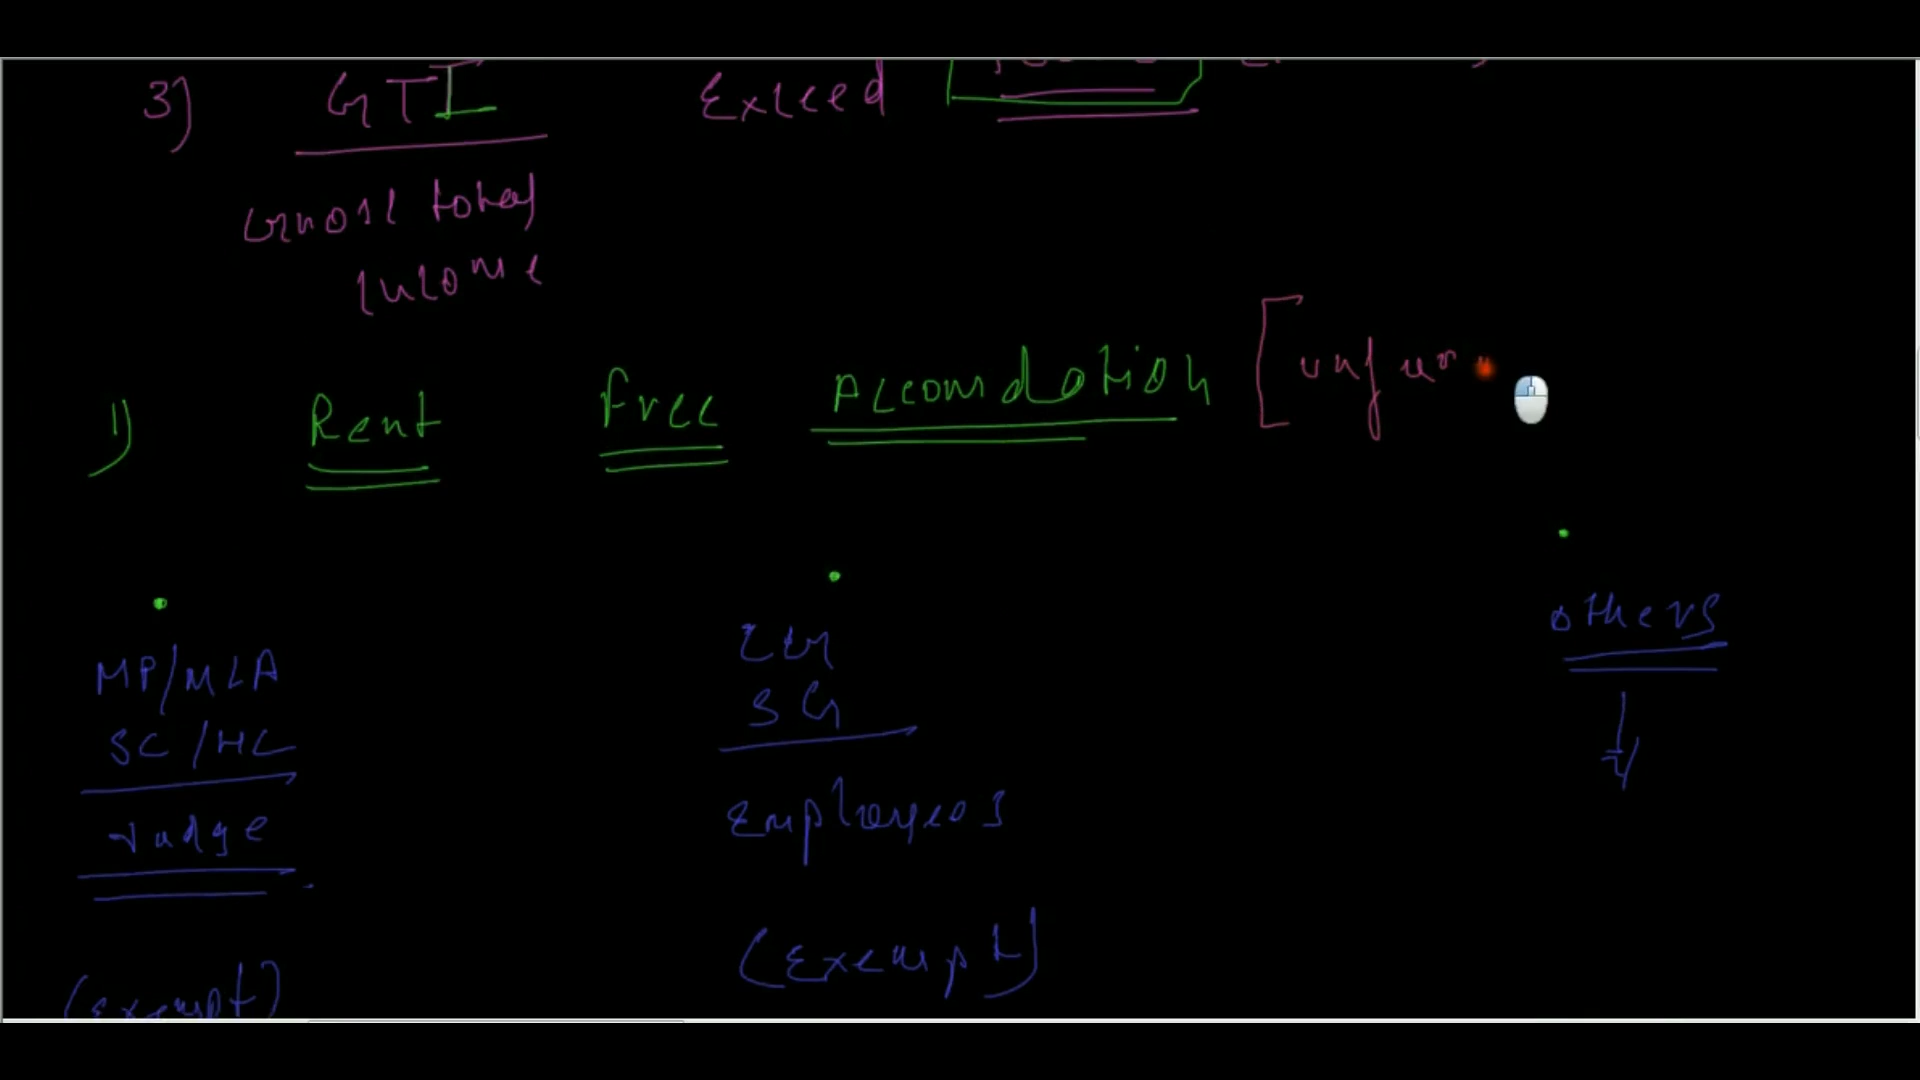 3) GTI Exceed
Gross total
Income
1) Rent free Accomdation [unfur
MP/MLA
SC/HC
Judge
(exempt)
CG
SG
Employees
(Exempt)
others